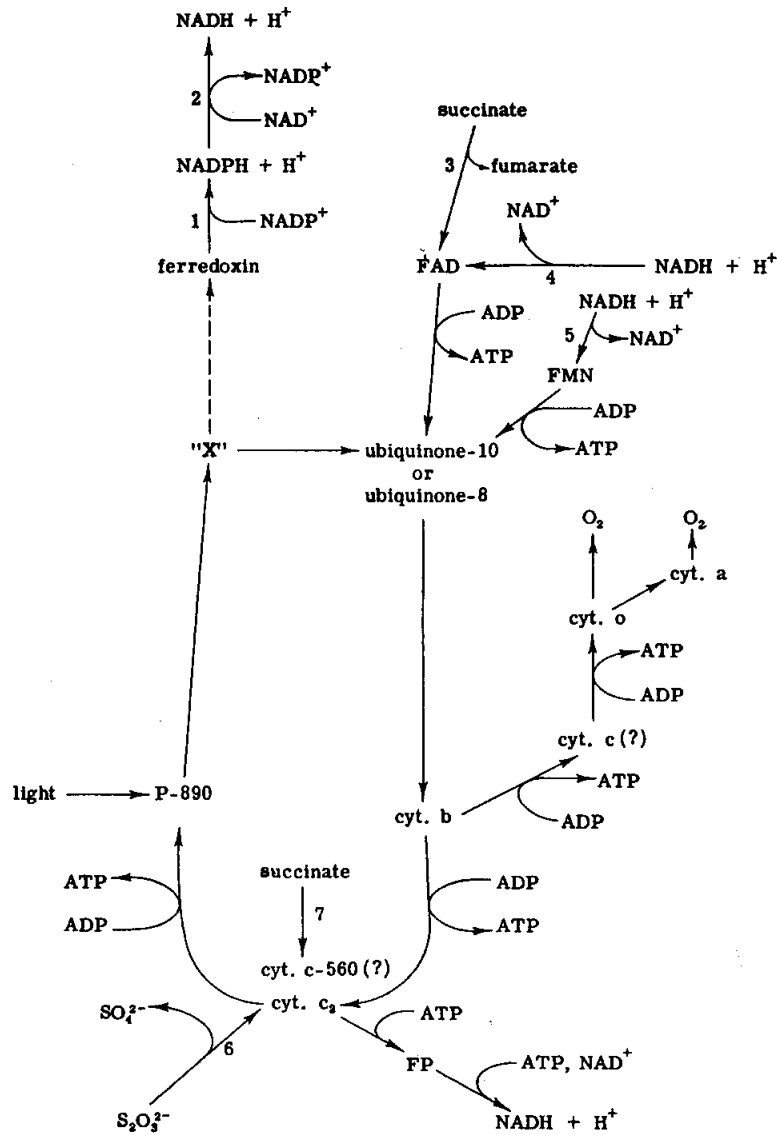 NADH + H⁺
NADP⁺
2
NAD⁺
NADPH + H⁺
1
NADP⁺
ferredoxin
succinate
3
fumarate
NAD⁺
FAD
4
NADH + H⁺
ADP
ATP
NADH + H⁺
5
NAD⁺
FMN
ADP
ATP
"X"
ubiquinone-10
or
ubiquinone-8
O₂
O₂
cyt. a
cyt. o
ATP
ADP
cyt. c (?)
ATP
ADP
light
P-890
cyt. b
ATP
ADP
succinate
7
ADP
ATP
cyt. c-560 (?)
cyt. c₂
SO₄²⁻
6
S₂O₃²⁻
ATP
FP
ATP, NAD⁺
NADH + H⁺